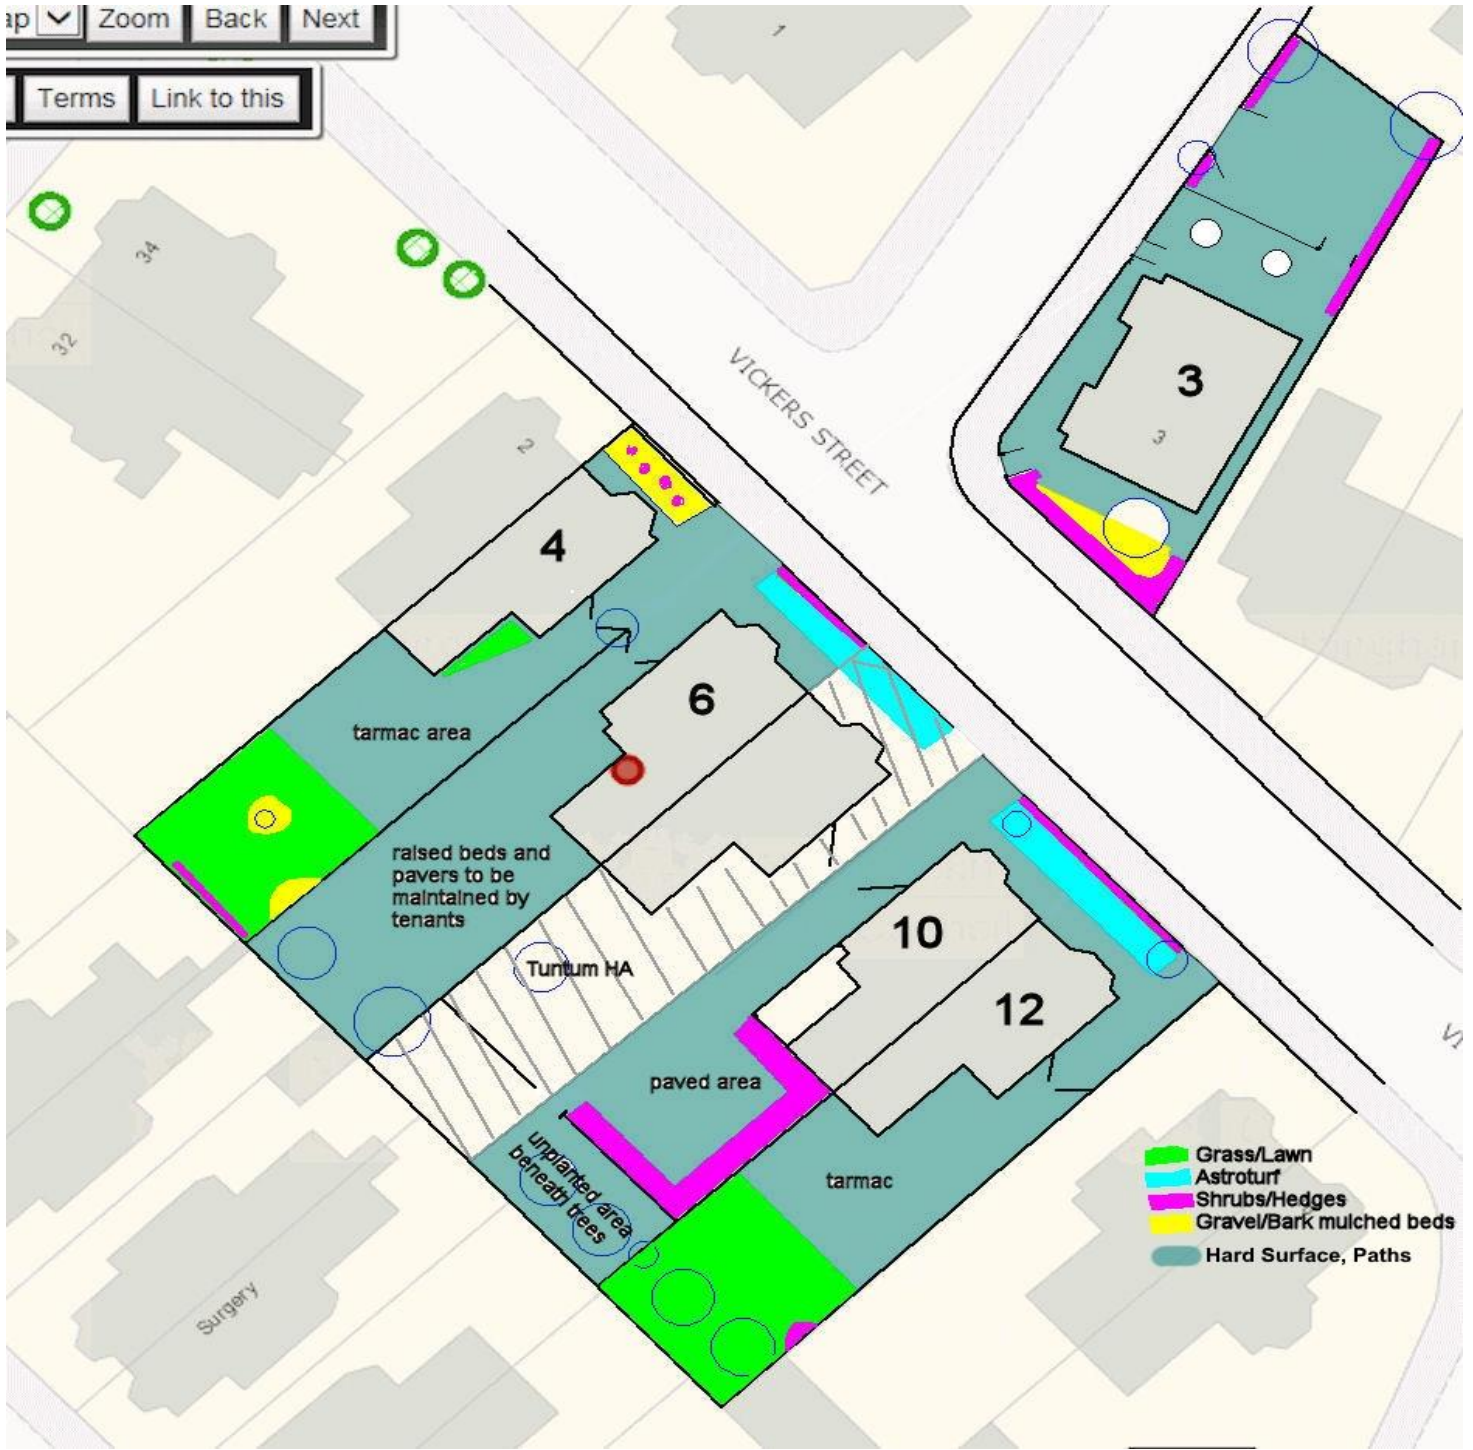 ap Zoom Back Next
Terms Link to this
1
34
32
2
VICKERS STREET
3
3
4
6
tarmac area
raised beds and
pavers to be
maintained by
tenants
Tuntum HA
10
12
paved area
unplanted area
beneath trees
tarmac
Surgery
VI
Grass/Lawn
Astroturf
Shrubs/Hedges
Gravel/Bark mulched beds
Hard Surface, Paths